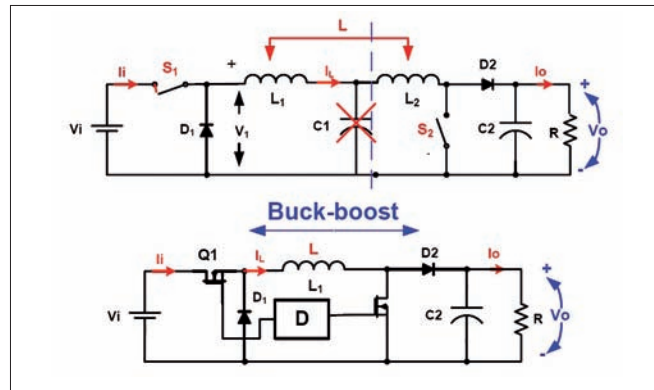 L
Ii
S1
+
IL
D2
Io
L1
L2
+
Vi
D1
V1
C1
S2
C2
R
Vo
-
Buck-boost
Q1
Ii
IL
L
D2
Io
L1
+
Vi
D1
D
C2
R
Vo
-